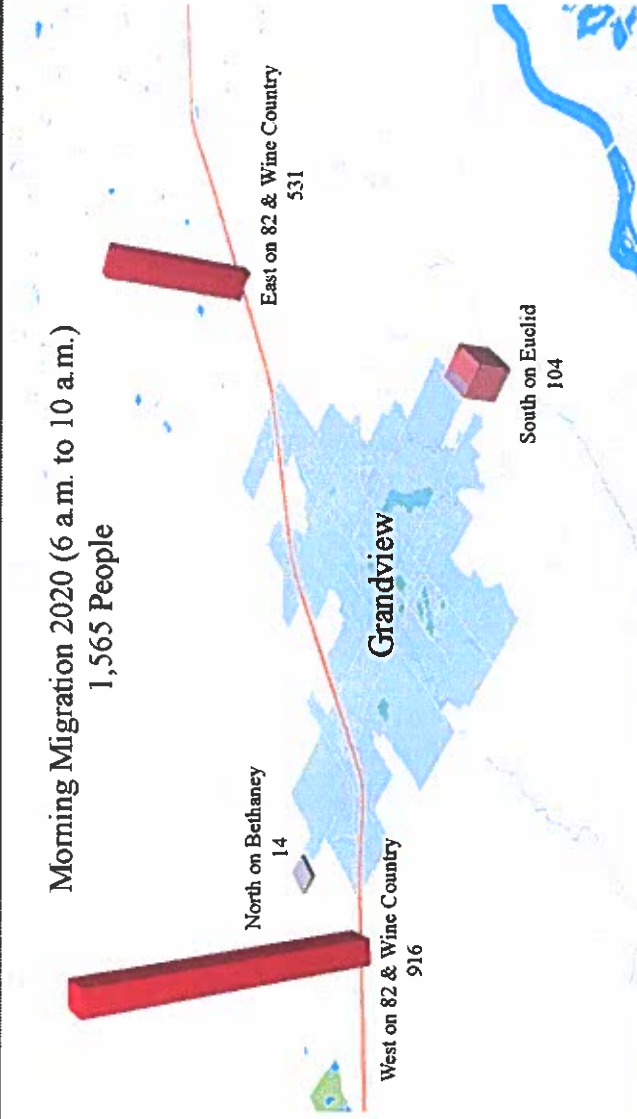 Morning Migration 2020 (6 a.m. to 10 a.m.)
1,565 People
West on 82 & Wine Country
916
North on Bethaney
14
Grandview
South on Euclid
104
East on 82 & Wine Country
531